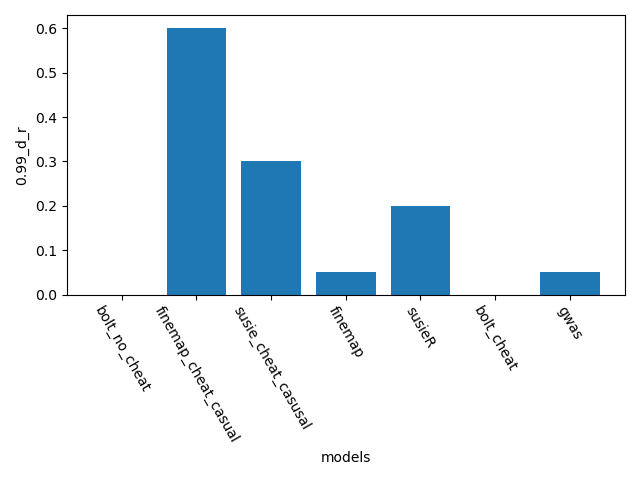 0.6
0.5
0.4
0.3
0.2
0.1
0.0
0.99_d_r
bolt_no_cheat
finemap_cheat_casual
susie_cheat_casusal
finemap
susieR
bolt_cheat
gwas
models